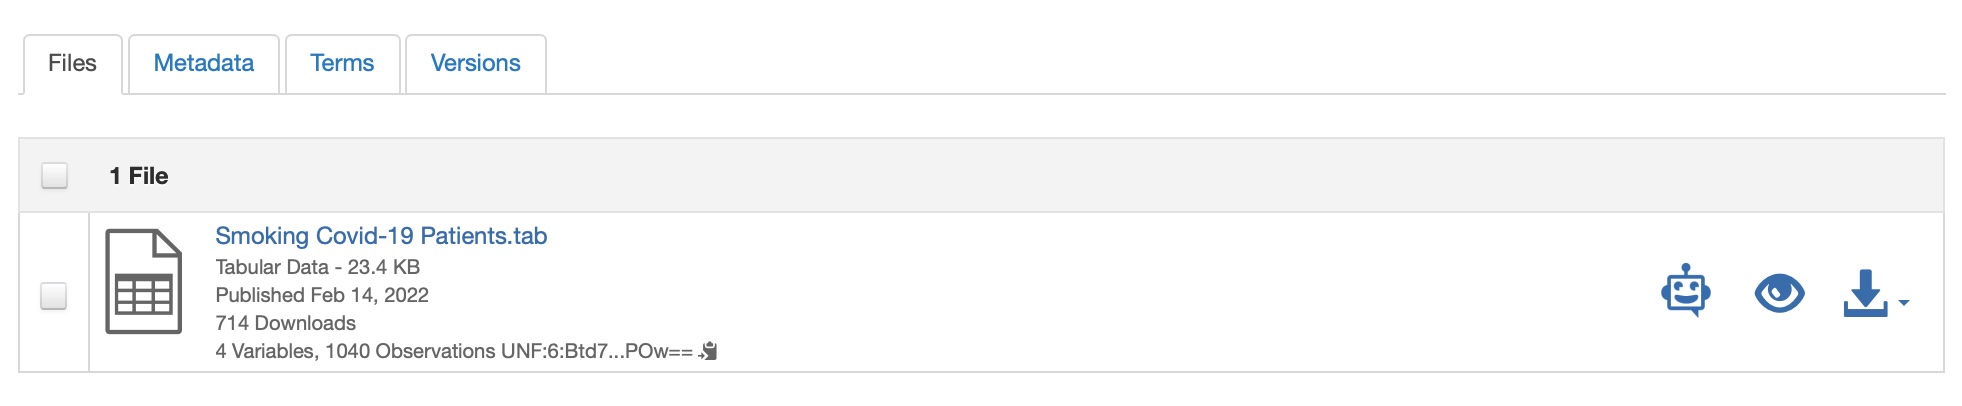 Files Metadata Terms Versions
1 File
Smoking Covid-19 Patients.tab
Tabular Data - 23.4 KB
Published Feb 14, 2022
714 Downloads
4 Variables, 1040 Observations UNF:6:Btd7...POw==